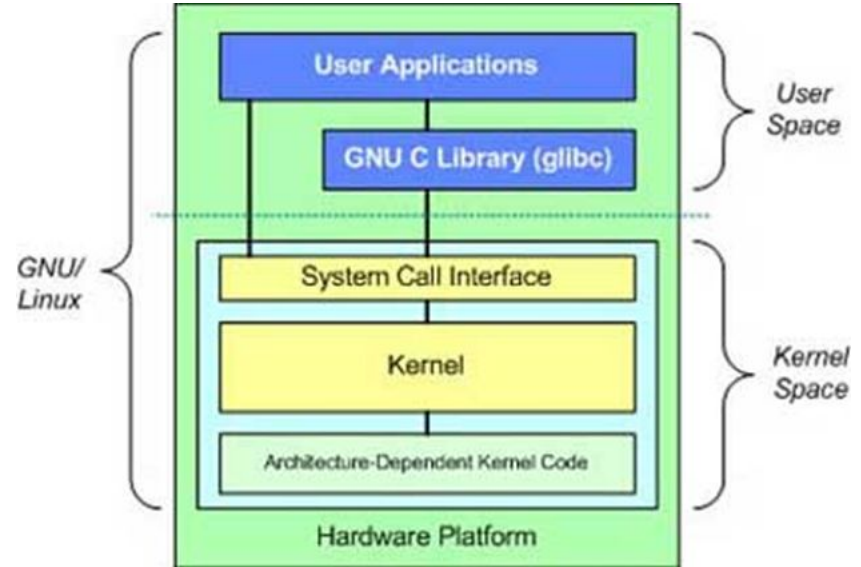 User Applications
User
Space
GNU C Library (glibc)
GNU/
Linux
System Call Interface
Kernel
Kernel
Space
Architecture-Dependent Kernel Code
Hardware Platform